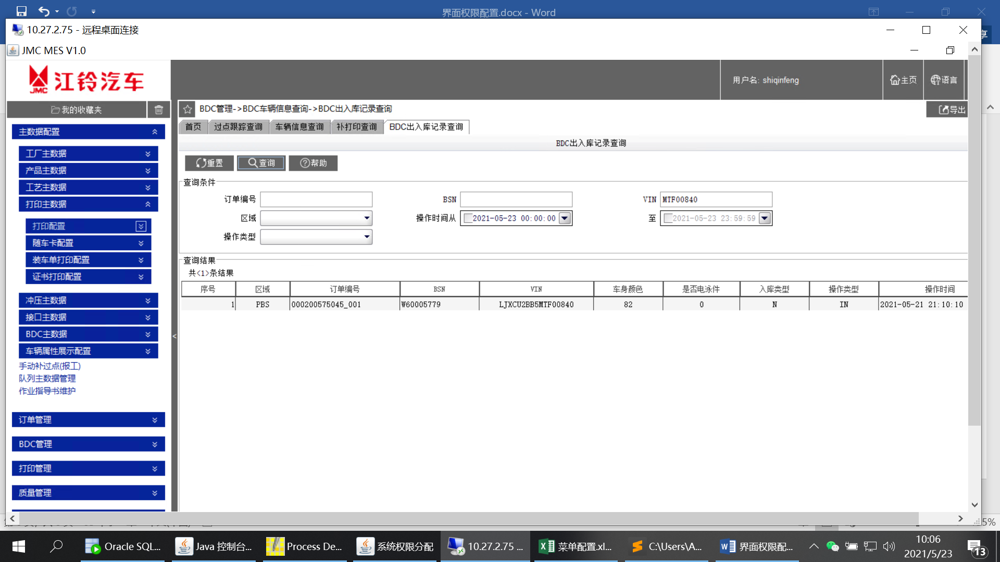 界面权限配置.docx - Word
10.27.2.75 - 远程桌面连接
享
JMC MES V1.0
JMC 江铃汽车
用户名: shiqinfeng
主页
语言
我的收藏夹
BDC管理->BDC车辆信息查询->BDC出入库记录查询
导出
首页 过点跟踪查询 车辆信息查询 补打印查询 BDC出入库记录查询
BDC出入库记录查询
重置 查询 帮助
查询条件
订单编号 BSN VIN MTF00840
区域 操作时间从 2021-05-23 00:00:00 至 2021-05-23 23:59:59
操作类型
查询结果
共<1>条结果
序号 区域 订单编号 BSN VIN 车身颜色 是否电泳件 入库类型 操作类型 操作时间
1 PBS 000200575045_001 W60005779 LJXCU2BB5MTF00840 82 0 N IN 2021-05-21 21:10:10
主数据配置
工厂主数据
产品主数据
工艺主数据
打印主数据
打印配置
随车卡配置
装车单打印配置
证书打印配置
冲压主数据
接口主数据
BDC主数据
车辆属性展示配置
手动补过点(报工)
队列主数据管理
作业指导书维护
订单管理
BDC管理
打印管理
质量管理
<
5%
Oracle SQL...
Java 控制台...
Process De...
系统权限分配
10.27.2.75 ...
菜单配置.xl...
C:\Users\A...
界面权限配...
10:06
2021/5/23
13